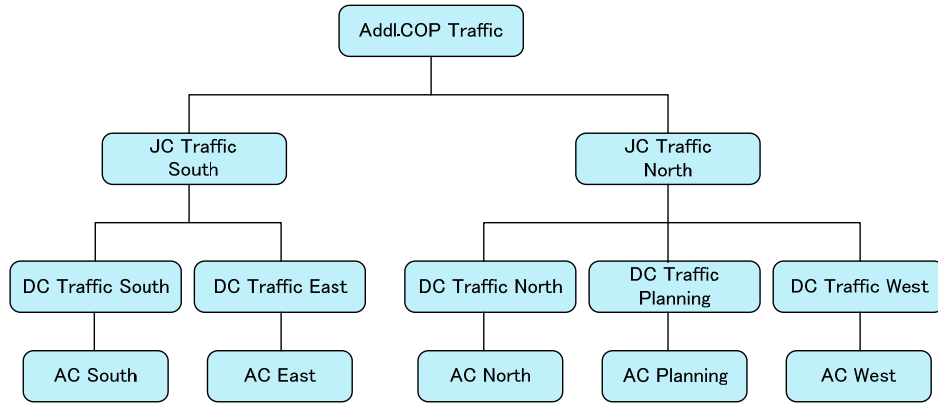 Addl.COP Traffic
JC Traffic
South
JC Traffic
North
DC Traffic South
DC Traffic East
DC Traffic North
DC Traffic
Planning
DC Traffic West
AC South
AC East
AC North
AC Planning
AC West